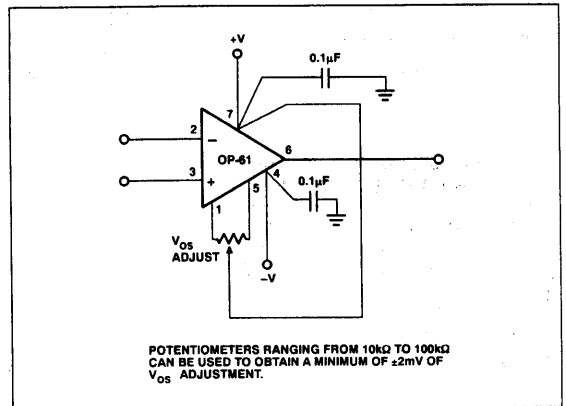 +V
0.1µF
7
2
−
6
OP-61
3
+
5
4
0.1µF
1
VOS
ADJUST
−V
POTENTIOMETERS RANGING FROM 10kΩ TO 100kΩ
CAN BE USED TO OBTAIN A MINIMUM OF ±2mV OF
VOS ADJUSTMENT.